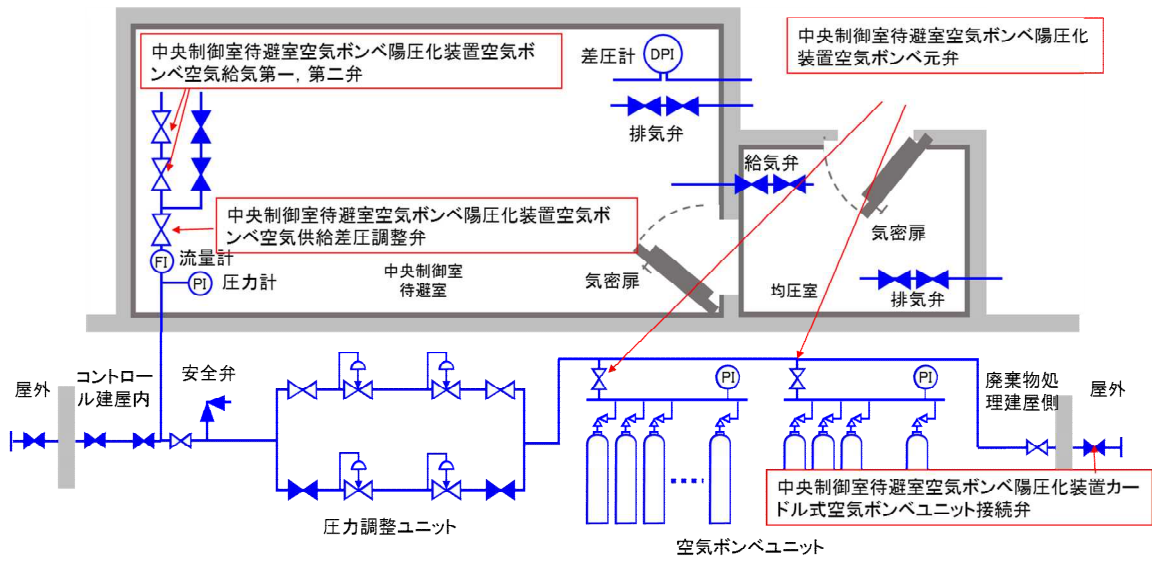 中央制御室待避室空気ボンベ陽圧化装置空気ボ
ンベ空気給気第一，第二弁
差圧計
DPI
中央制御室待避室空気ボンベ陽圧化
装置空気ボンベ元弁
排気弁
給気弁
中央制御室待避室空気ボンベ陽圧化装置空気ボ
ンベ空気供給差圧調整弁
気密扉
FI
流量計
中央制御室
待避室
気密扉
PI
圧力計
均圧室
排気弁
屋外
コントロー
ル建屋内
安全弁
PI
PI
廃棄物処
理建屋側
屋外
中央制御室待避室空気ボンベ陽圧化装置カー
ドル式空気ボンベユニット接続弁
圧力調整ユニット
空気ボンベユニット